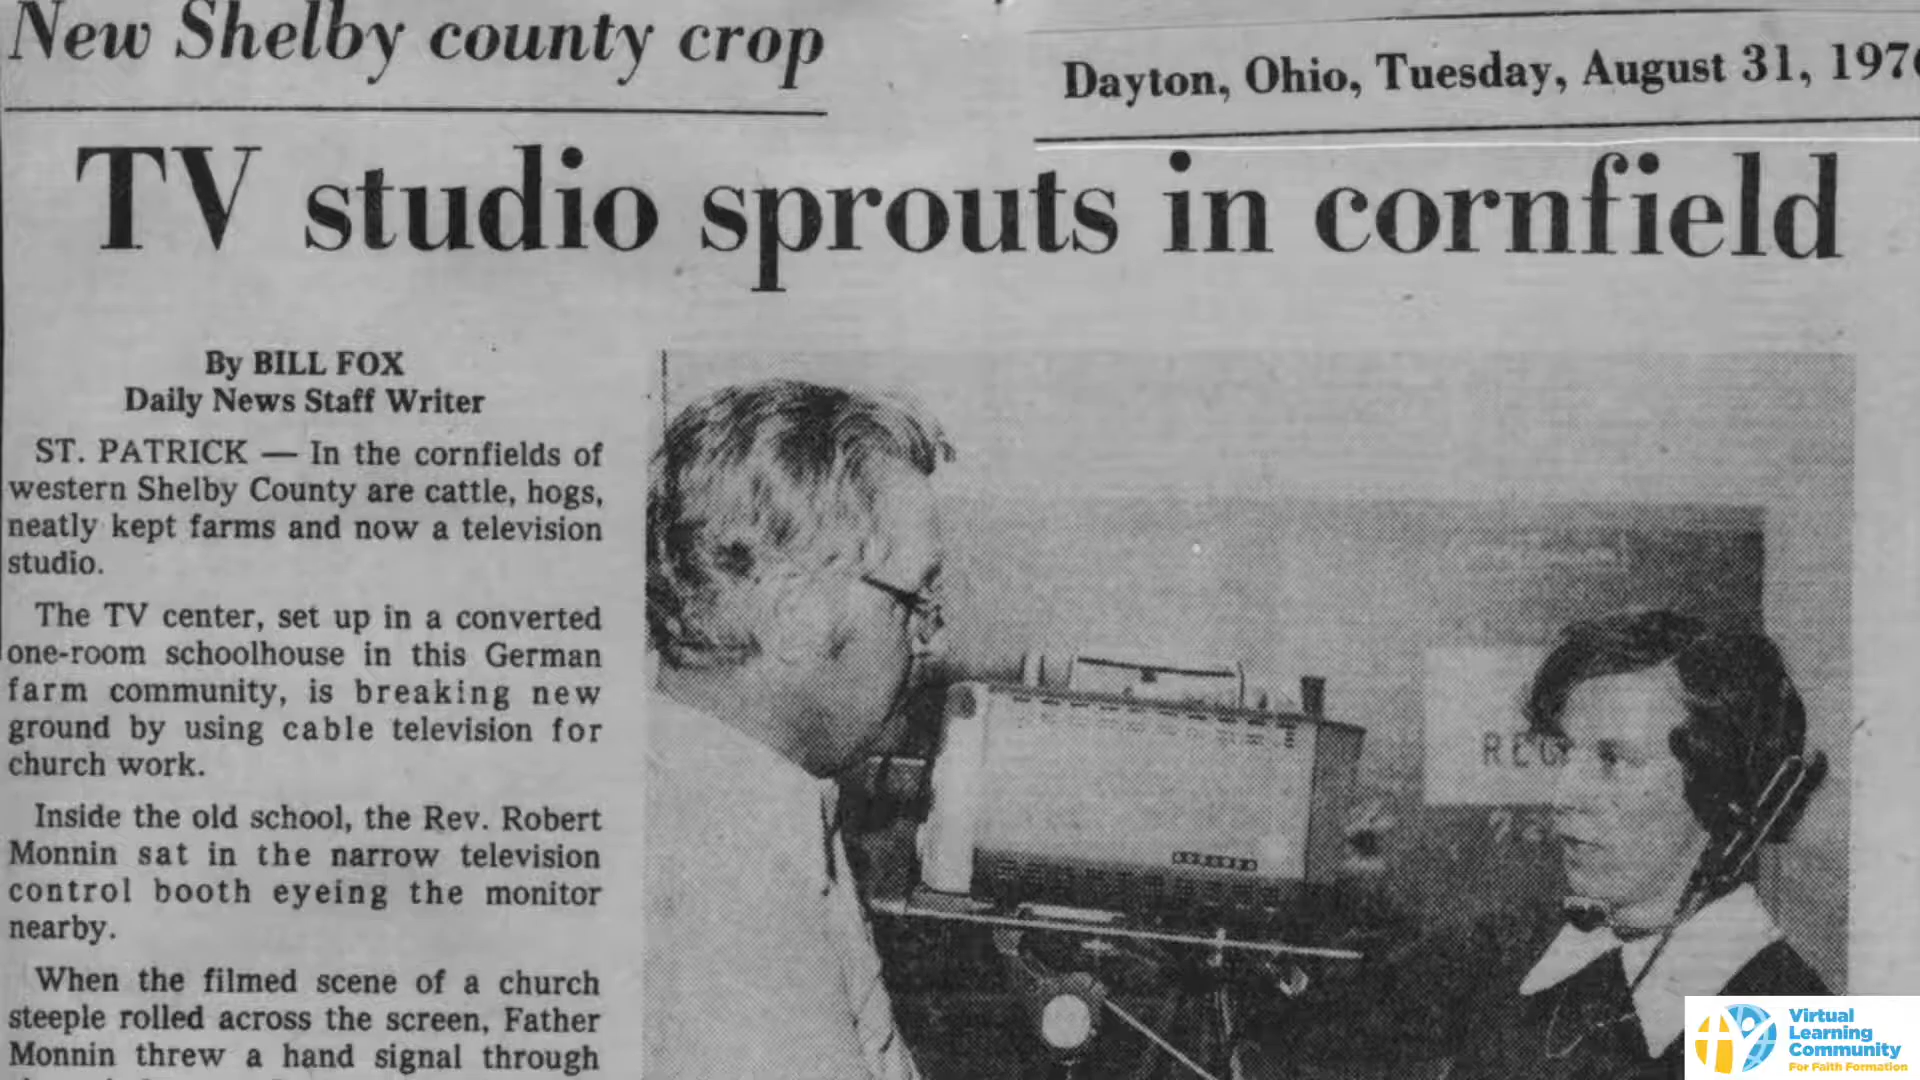 New Shelby county crop
Dayton, Ohio, Tuesday, August 31, 197
TV studio sprouts in cornfield
By BILL FOX
Daily News Staff Writer
ST. PATRICK — In the cornfields of
western Shelby County are cattle, hogs,
neatly kept farms and now a television
studio.
The TV center, set up in a converted
one-room schoolhouse in this German
farm community, is breaking new
ground by using cable television for
church work.
Inside the old school, the Rev. Robert
Monnin sat in the narrow television
control booth eyeing the monitor
nearby.
When the filmed scene of a church
steeple rolled across the screen, Father
Monnin threw a hand signal through
Virtual
Learning
Community
For Faith Formation